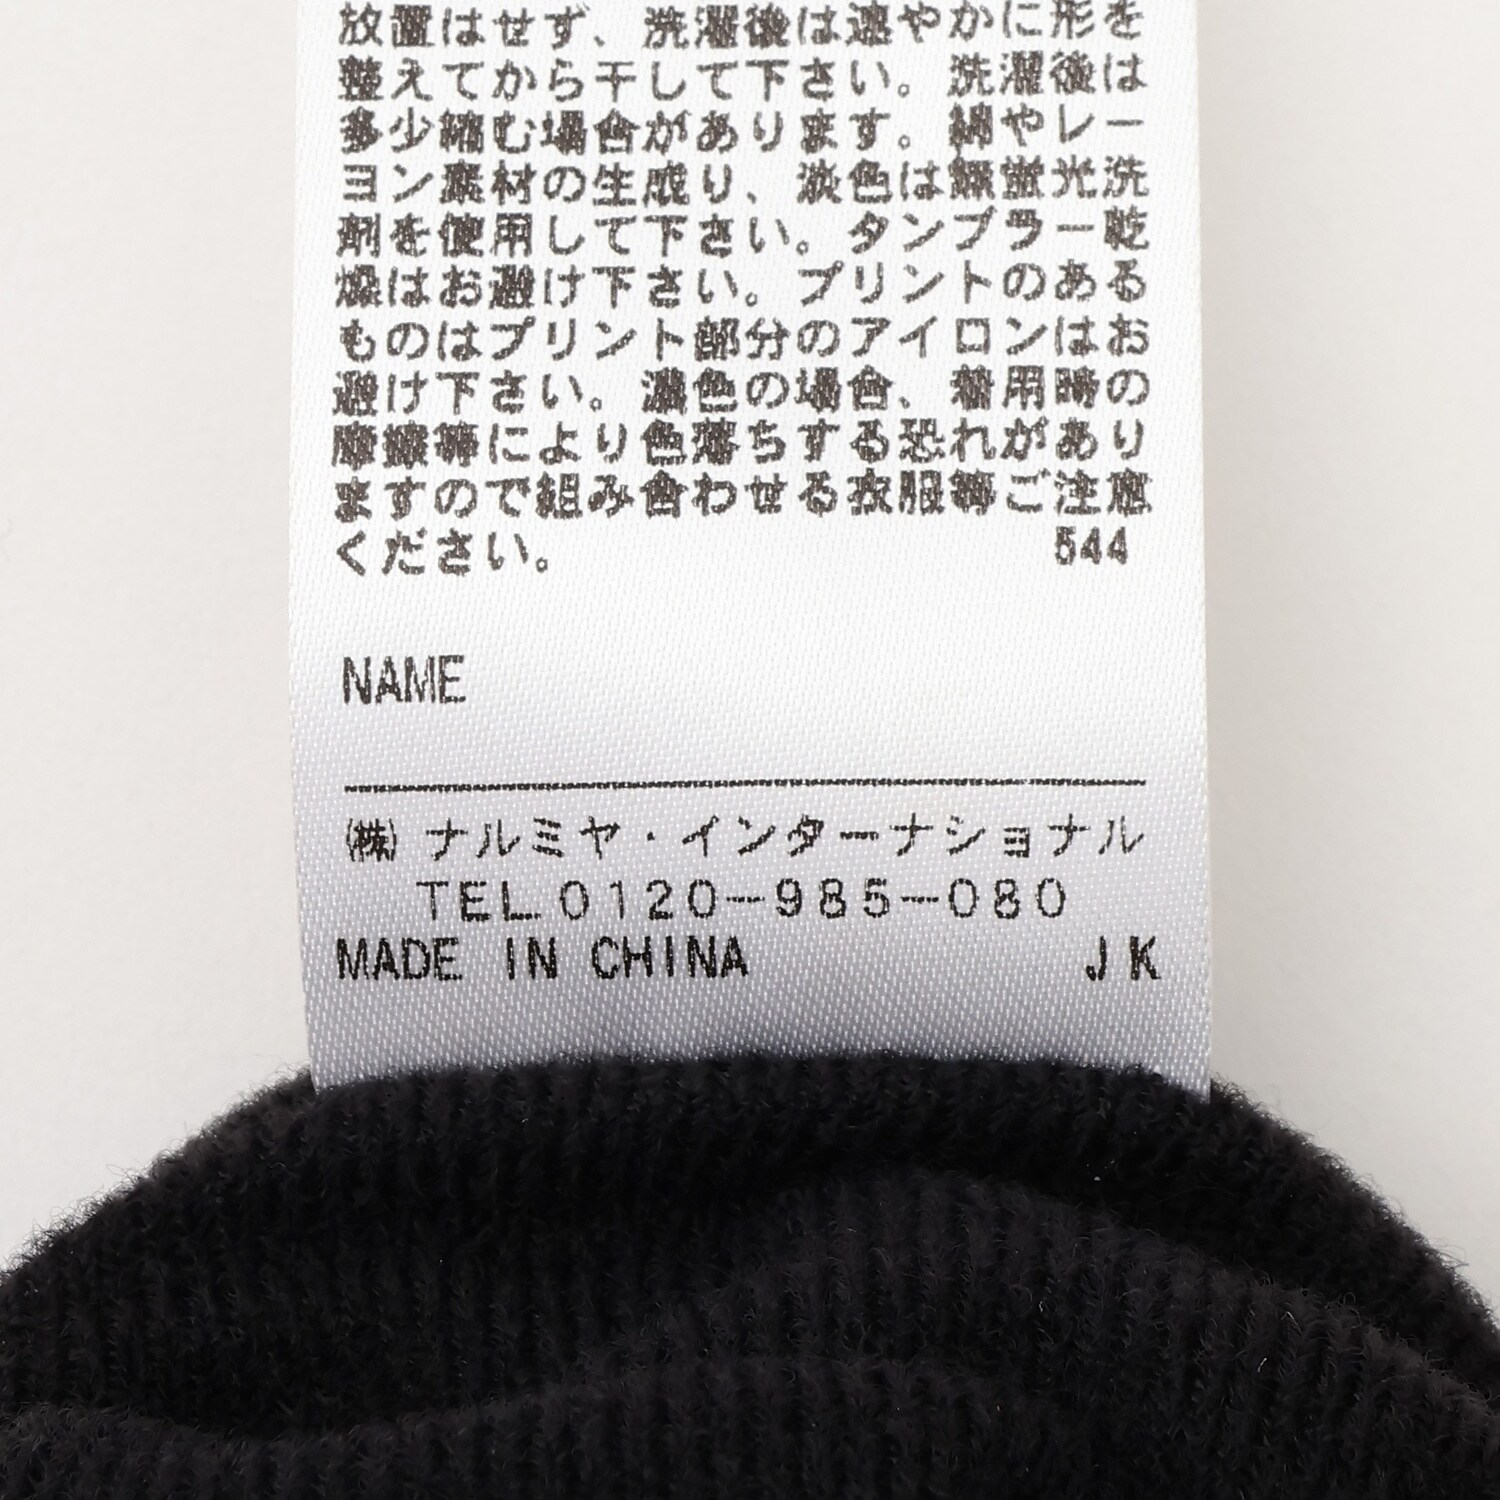 放置はせず、洗濯後は速やかに形を
整えてから干して下さい。洗濯後は
多少縮む場合があります。綿やレー
ヨン素材の生成り、淡色は無蛍光洗
剤を使用して下さい。タンブラー乾
燥はお避け下さい。プリントのある
ものはプリント部分のアイロンはお
避け下さい。濃色の場合、着用時の
摩擦等により色落ちする恐れがあり
ますので組み合わせる衣服等ご注意
ください。 544
NAME
㈱ ナルミヤ・インターナショナル
TEL 0120-985-080
MADE IN CHINA JK